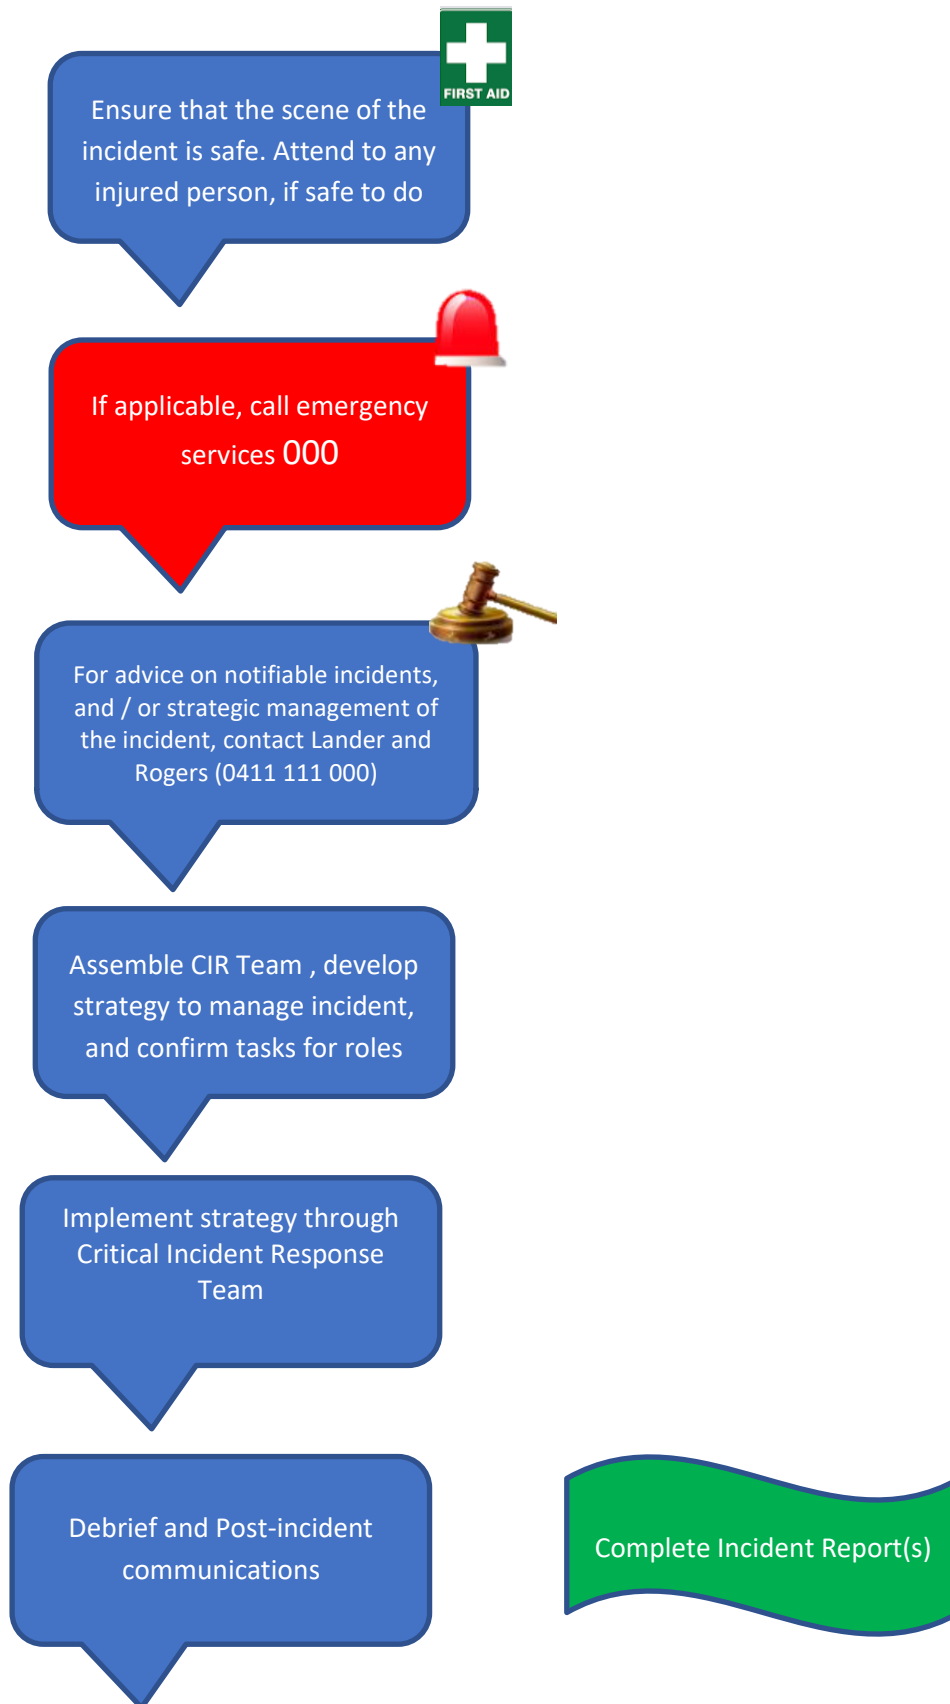 FIRST AID
Ensure that the scene of the
incident is safe. Attend to any
injured person, if safe to do
If applicable, call emergency
services 000
For advice on notifiable incidents,
and / or strategic management of
the incident, contact Lander and
Rogers (0411 111 000)
Assemble CIR Team , develop
strategy to manage incident,
and confirm tasks for roles
Implement strategy through
Critical Incident Response
Team
Debrief and Post-incident
communications
Complete Incident Report(s)